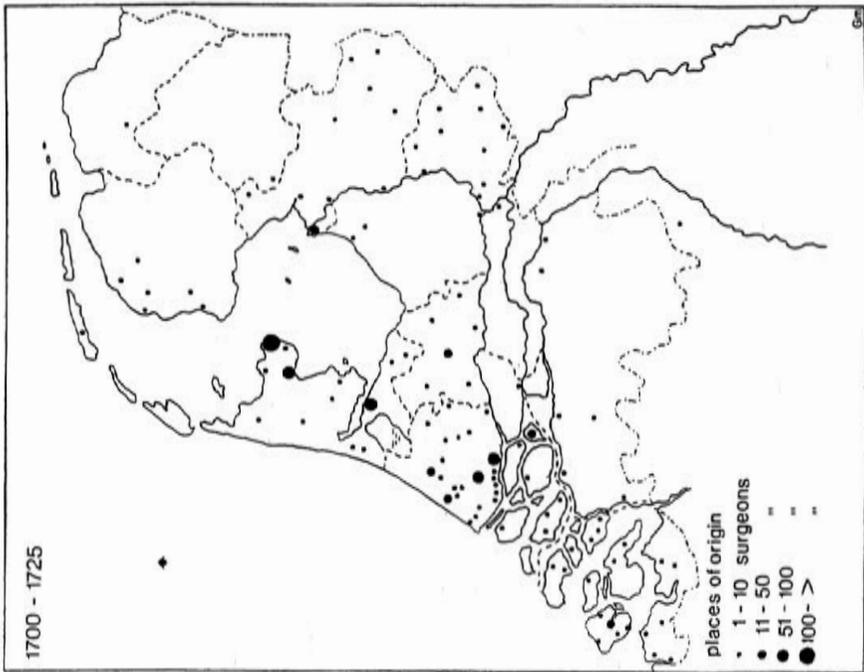 1700 - 1725
places of origin
1 - 10 surgeons
11 - 50 "
51 - 100 "
100 - > "